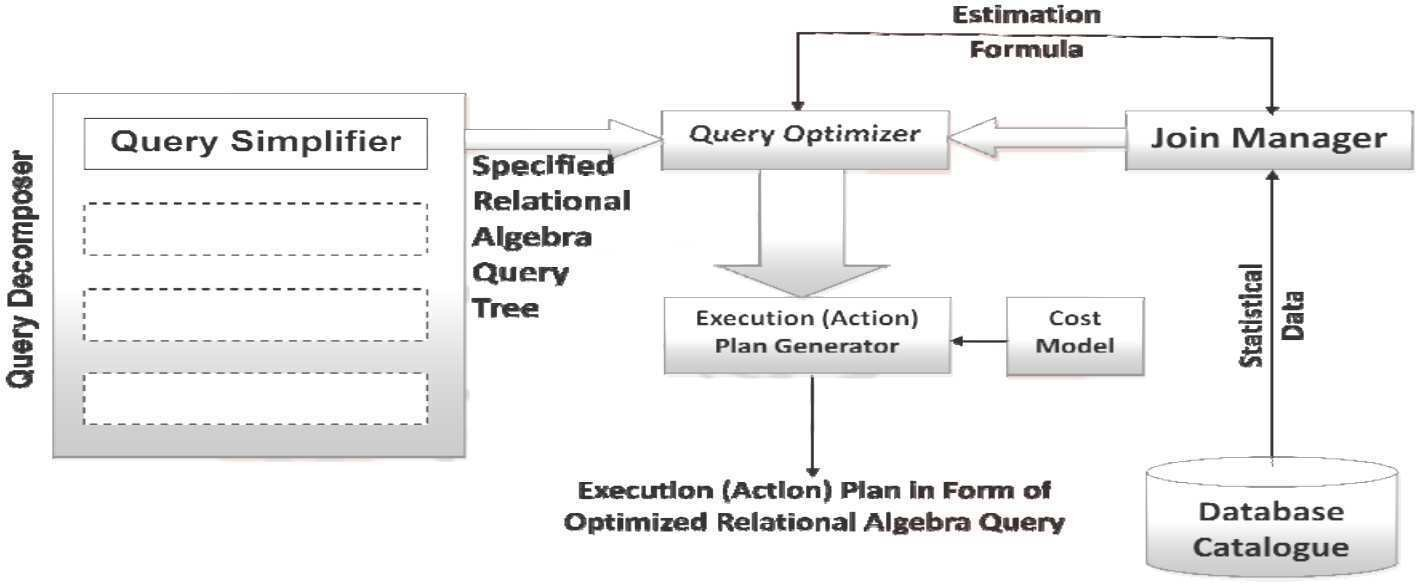 Estimation
Formula
Query Decomposer
Query Simplifier
Specified
Relational
Algebra
Query
Tree
Query Optimizer
Join Manager
Execution (Action)
Plan Generator
Cost
Model
Statistical
Data
Execution (Action) Plan in Form of
Optimized Relational Algebra Query
Database
Catalogue